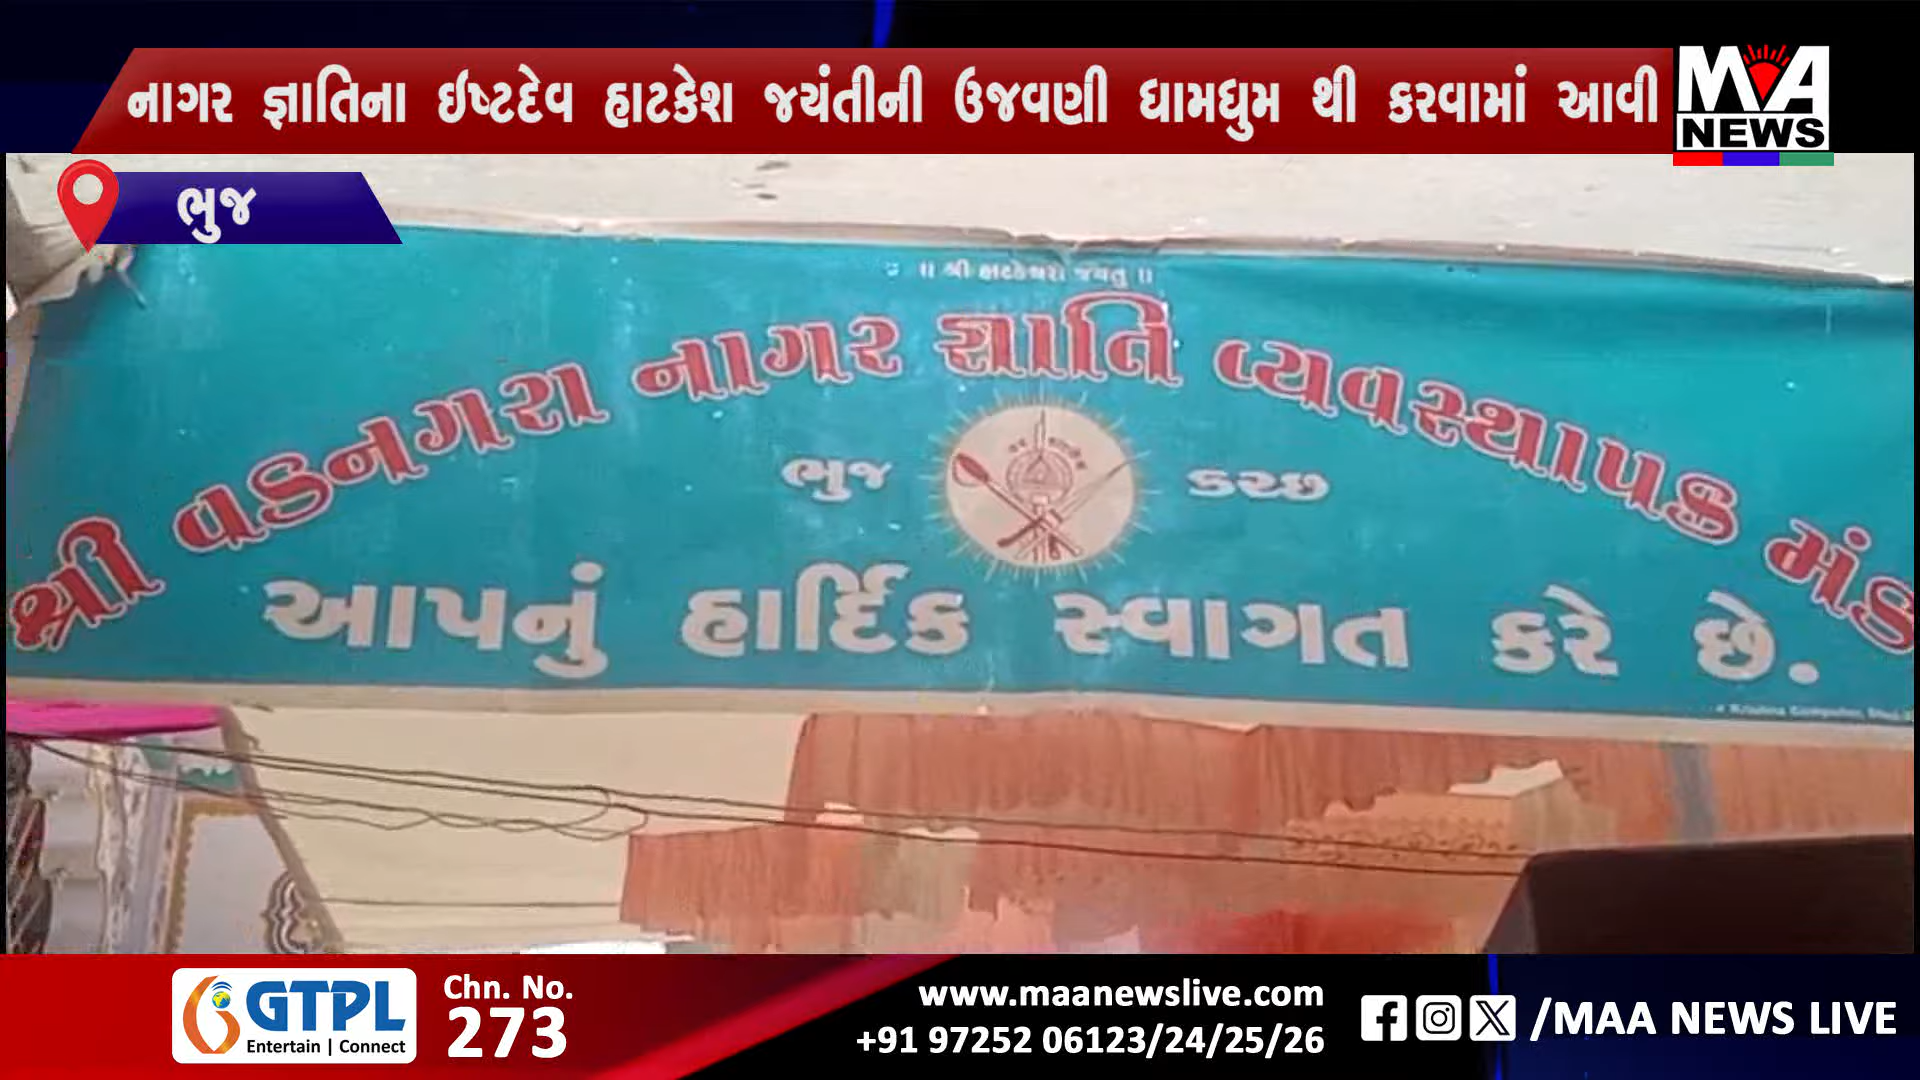 નાગર જ્ઞાતિના ઈષ્ટદેવ હાટકેશ જયંતીની ઉજવણી ધામધુમ થી કરવામાં આવી
MAA
NEWS
ભુજ
॥ શ્રી હાટકેશ્વરો જયતુ ॥
શ્રી વડનગરા નાગર જ્ઞાતિ વ્યવસ્થાપક મંડ
ભુજ કચ્છ
આપનું હાર્દિક સ્વાગત કરે છે.
GTPL
Entertain | Connect
Chn. No.
273
www.maanewslive.com
+91 97252 06123/24/25/26
/MAA NEWS LIVE